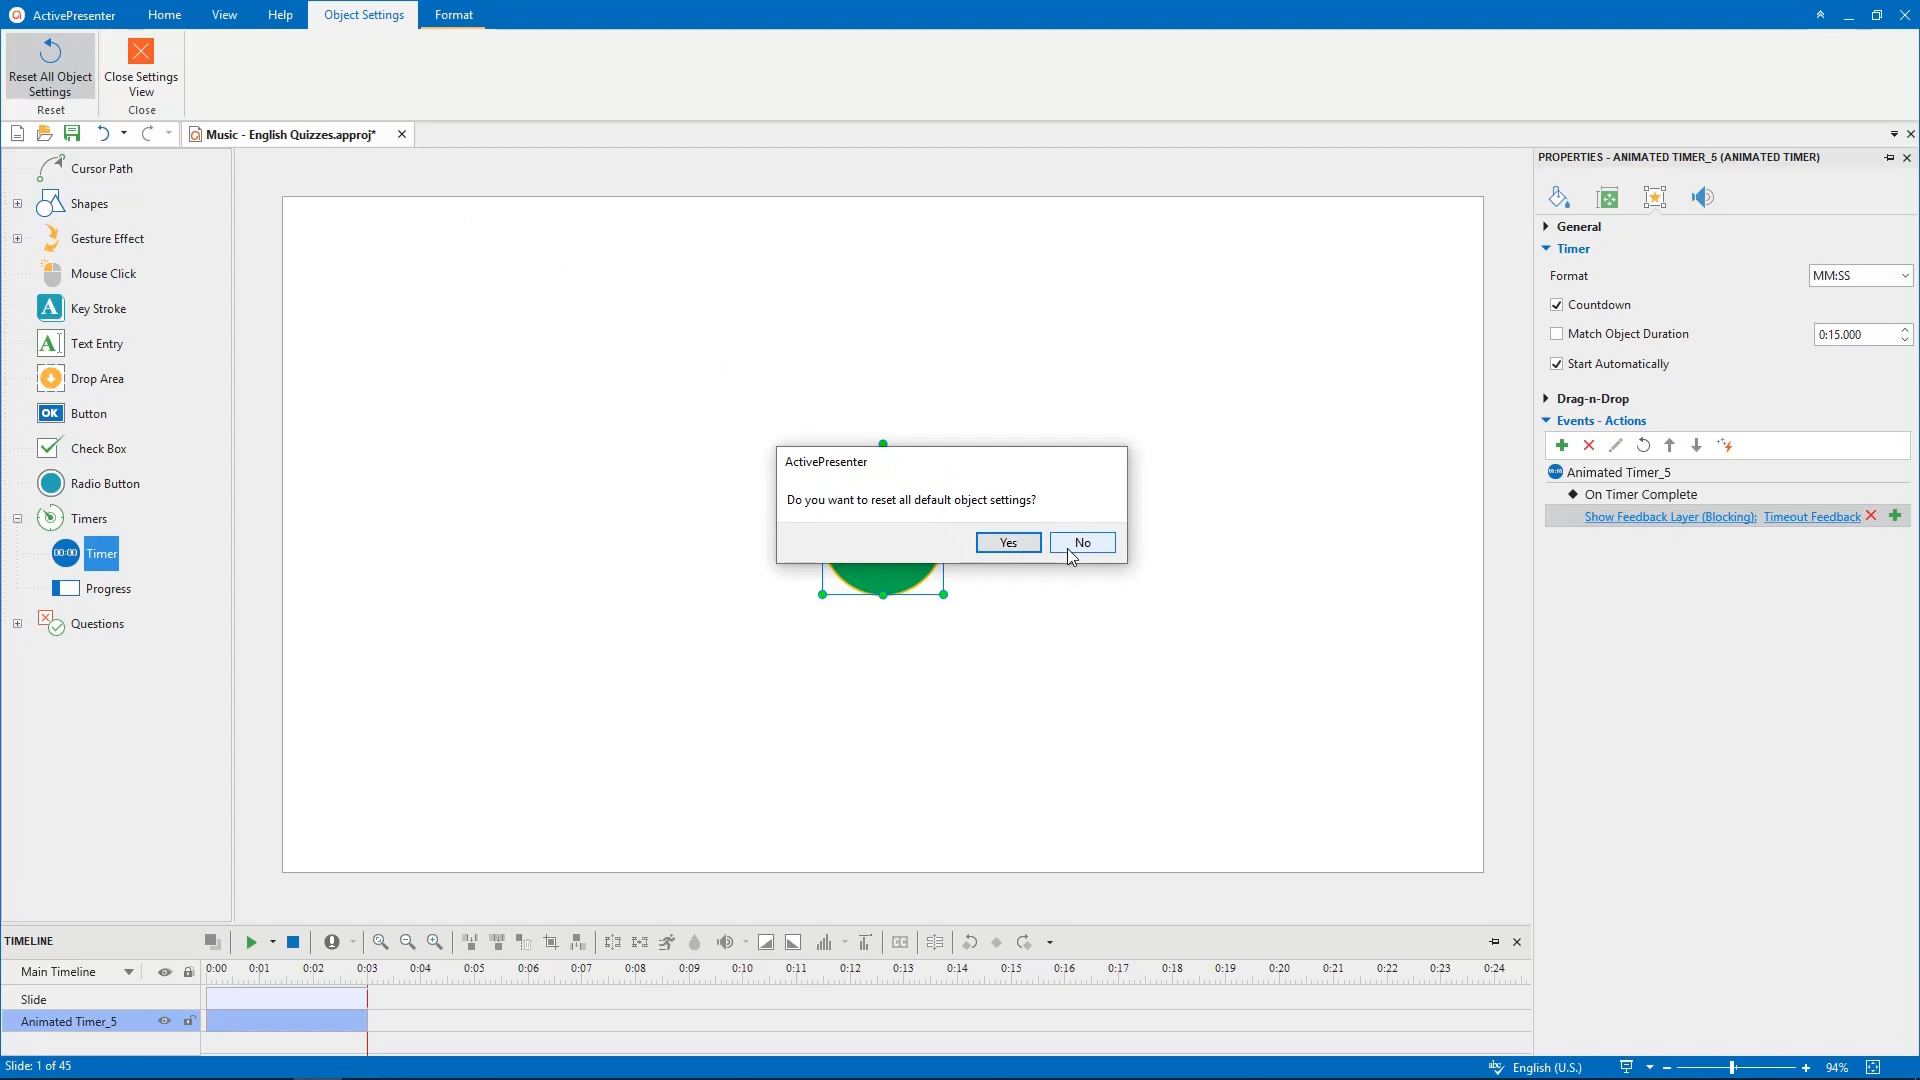 ActivePresenter
Home
View
Help
Object Settings
Format
Reset All Object
Settings
Close Settings
View
Reset
Close
Music - English Quizzes.approj*
Cursor Path
Shapes
Gesture Effect
Mouse Click
A
Key Stroke
A
Text Entry
Drop Area
OK
Button
Check Box
Radio Button
Timers
00:00
Timer
Progress
Questions
ActivePresenter
Do you want to reset all default object settings?
Yes
No
PROPERTIES - ANIMATED TIMER_5 (ANIMATED TIMER)
General
Timer
Format
MM:SS
Countdown
Match Object Duration
0:15.000
Start Automatically
Drag-n-Drop
Events - Actions
Animated Timer_5
On Timer Complete
Show Feedback Layer (Blocking): Timeout Feedback
TIMELINE
CC
Main Timeline
0:00 0:01 0:02 0:03 0:04 0:05 0:06 0:07 0:08 0:09 0:10 0:11 0:12 0:13 0:14 0:15 0:16 0:17 0:18 0:19 0:20 0:21 0:22 0:23 0:24
Slide
Animated Timer_5
Slide: 1 of 45
abc
English (U.S.)
94%